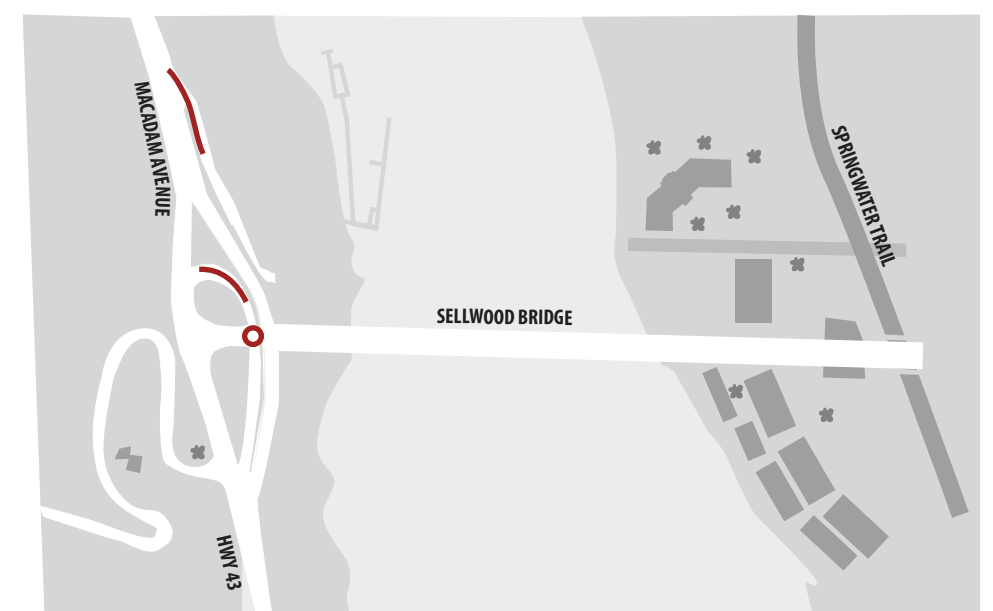 MACADAM AVENUE
SPRINGWATER TRAIL
SELLWOOD BRIDGE
HWY 43